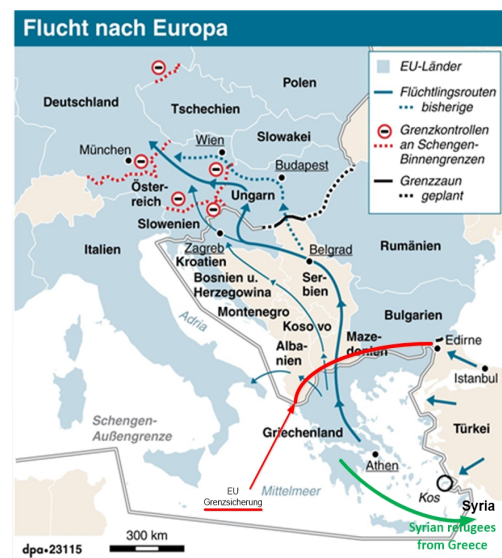 Flucht nach Europa
EU-Länder
Flüchtlingsrouten
bisherige
Grenzkontrollen
an Schengen-
Binnengrenzen
Grenzzaun
geplant
Polen
Deutschland
Tschechien
Slowakei
Wien
München
Budapest
Öster-
reich
Ungarn
Slowenien
Italien
Zagreb
Kroatien
Belgrad
Rumänien
Bosnien u.
Herzegowina
Ser-
bien
Adria
Montenegro
Kosovo
Bulgarien
Maze-
donien
Edirne
Alba-
nien
Istanbul
Schengen-
Außengrenze
Griechenland
Türkei
Athen
EU
Grenzsicherung
Mittelmeer
Kos
Syria
Syrian refugees
from Greece
dpa•23115
300 km